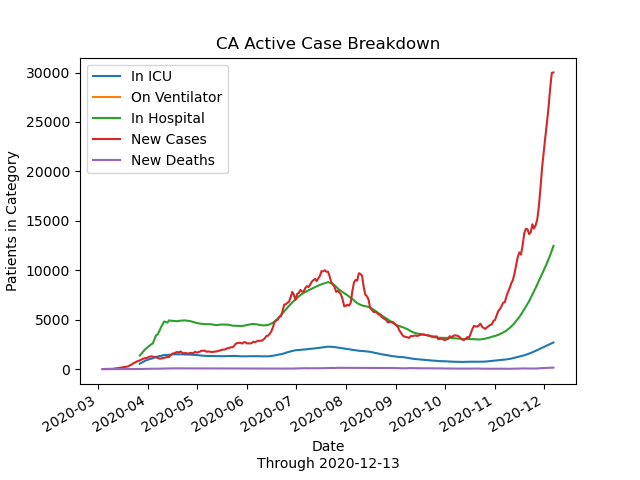 CA Active Case Breakdown
In ICU
On Ventilator
In Hospital
New Cases
New Deaths
Patients in Category
30000
25000
20000
15000
10000
5000
0
2020-03
2020-04
2020-05
2020-06
2020-07
2020-08
2020-09
2020-10
2020-11
2020-12
Date
Through 2020-12-13